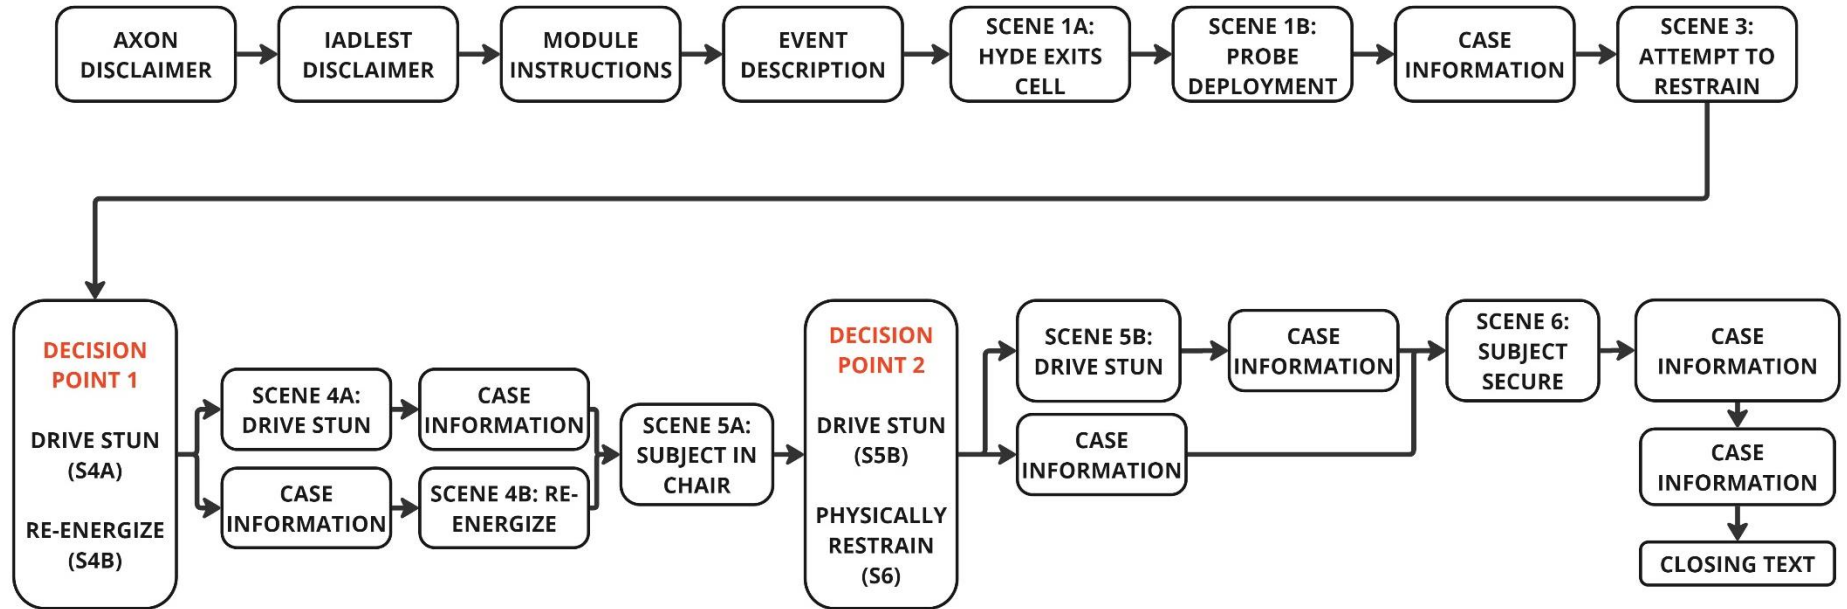 AXON
DISCLAIMER
IADLEST
DISCLAIMER
MODULE
INSTRUCTIONS
EVENT
DESCRIPTION
SCENE 1A:
HYDE EXITS
CELL
SCENE 1B:
PROBE
DEPLOYMENT
CASE
INFORMATION
SCENE 3:
ATTEMPT TO
RESTRAIN
DECISION
POINT 1
DRIVE STUN
(S4A)
RE-ENERGIZE
(S4B)
SCENE 4A:
DRIVE STUN
CASE
INFORMATION
CASE
INFORMATION
SCENE 4B: RE-
ENERGIZE
SCENE 5A:
SUBJECT IN
CHAIR
DECISION
POINT 2
DRIVE STUN
(S5B)
PHYSICALLY
RESTRAIN
(S6)
SCENE 5B:
DRIVE STUN
CASE
INFORMATION
CASE
INFORMATION
SCENE 6:
SUBJECT
SECURE
CASE
INFORMATION
CASE
INFORMATION
CLOSING TEXT